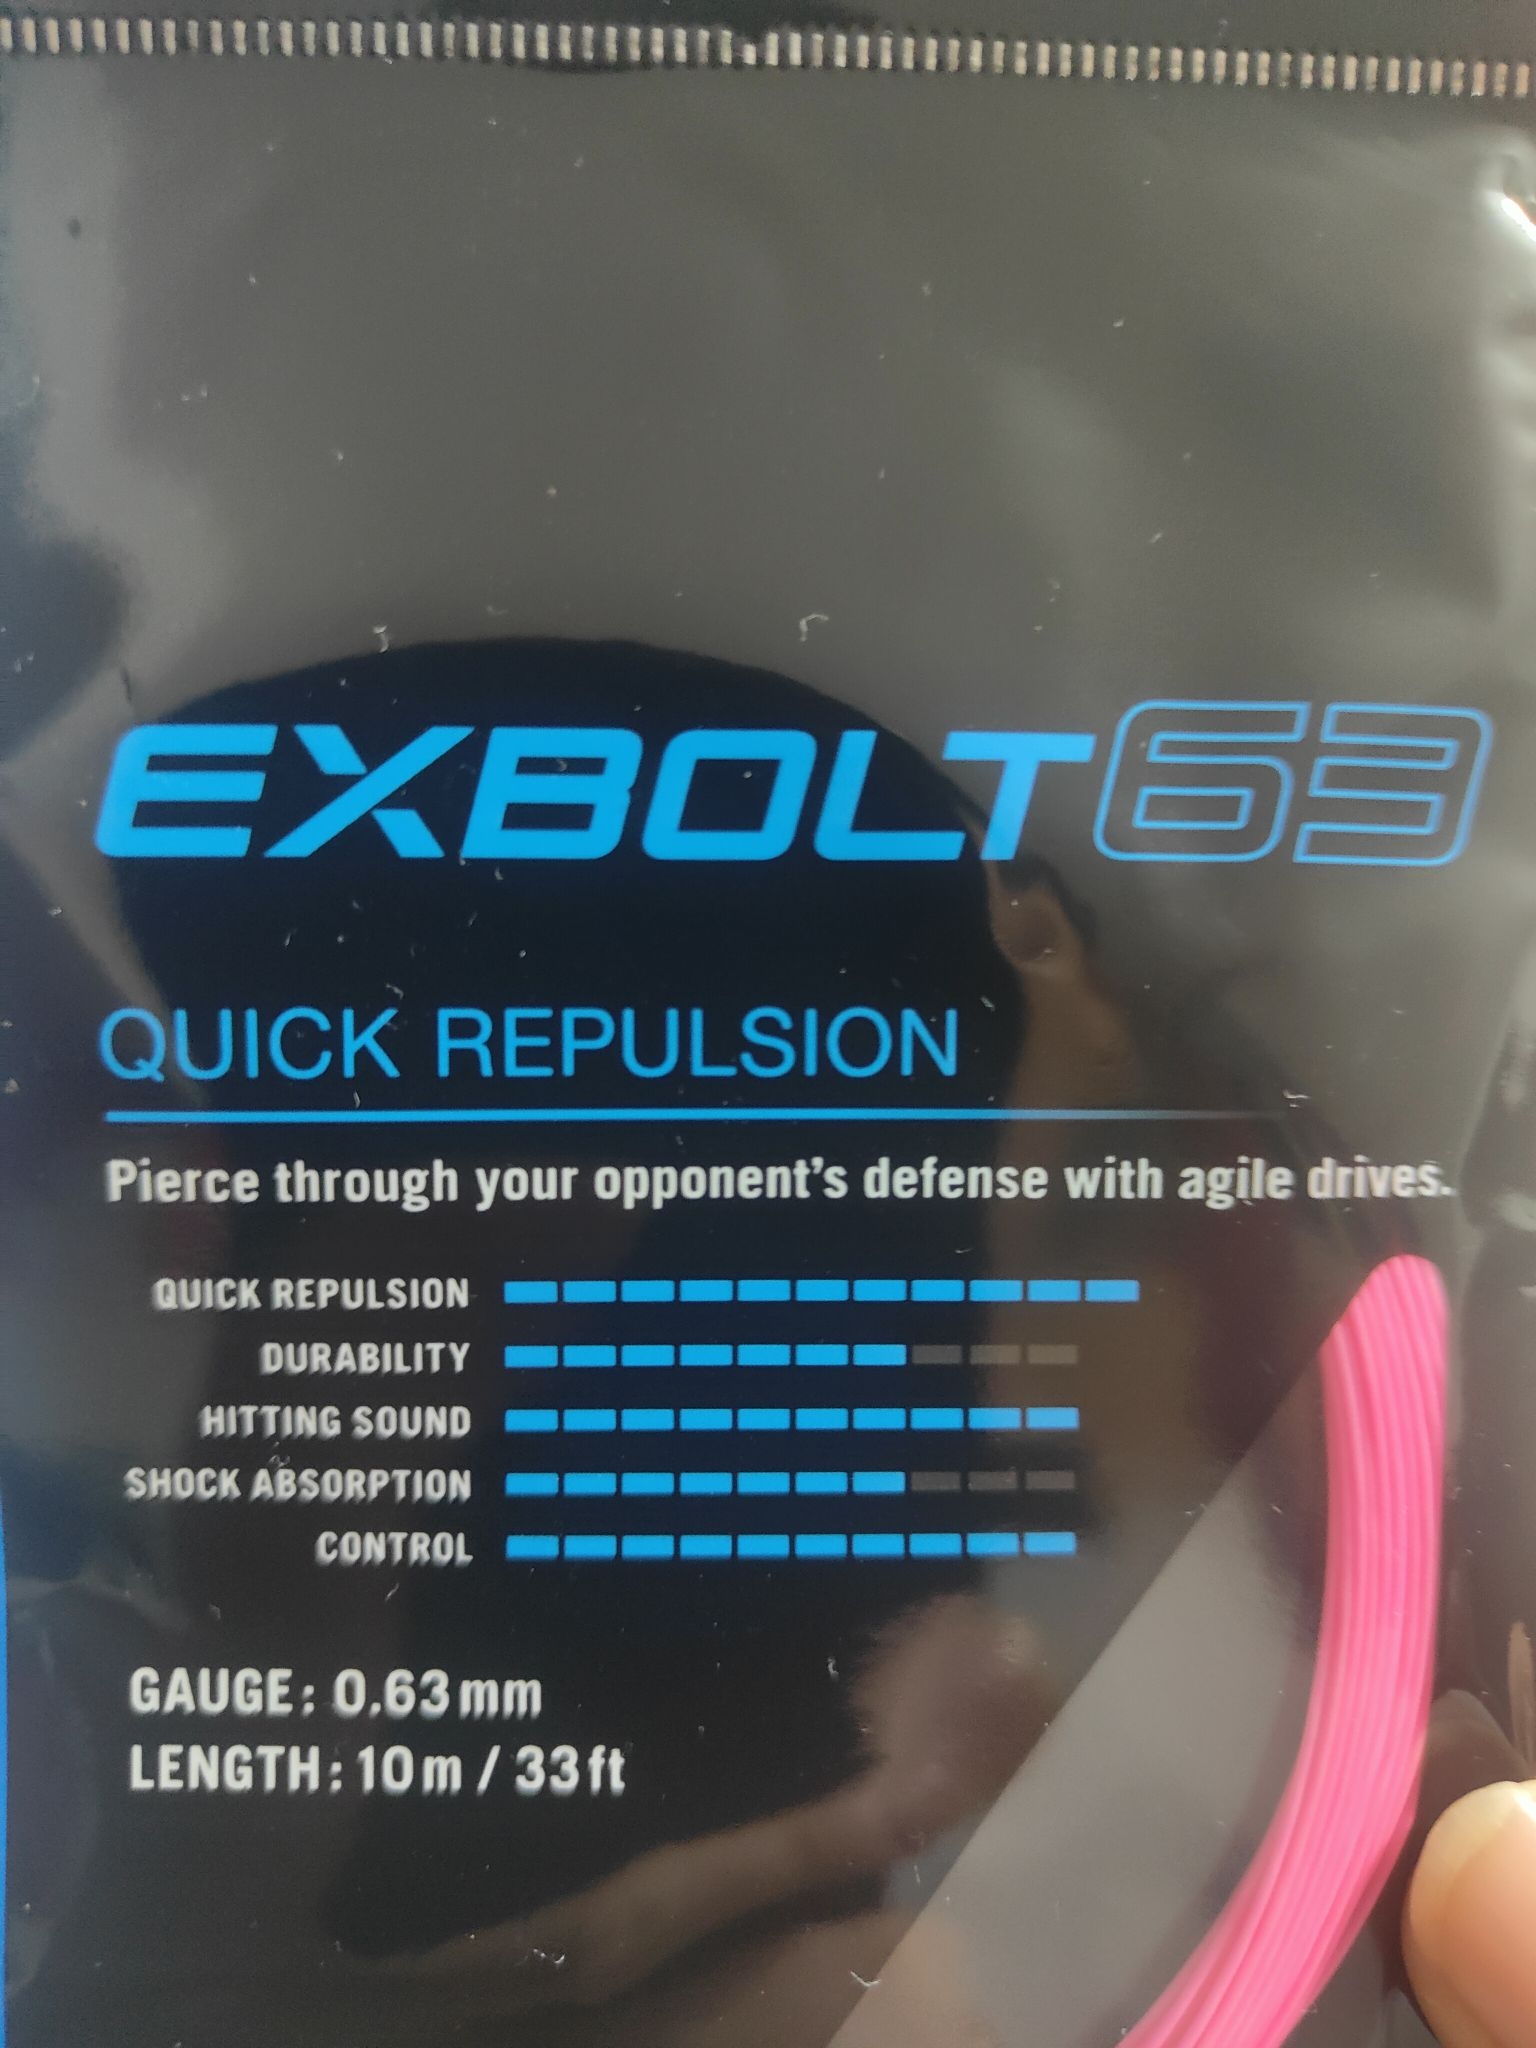 EXBOLT63
QUICK REPULSION
Pierce through your opponent's defense with agile drives.
QUICK REPULSION
DURABILITY
HITTING SOUND
SHOCK ABSORPTION
CONTROL
GAUGE: 0.63mm
LENGTH: 10m / 33ft